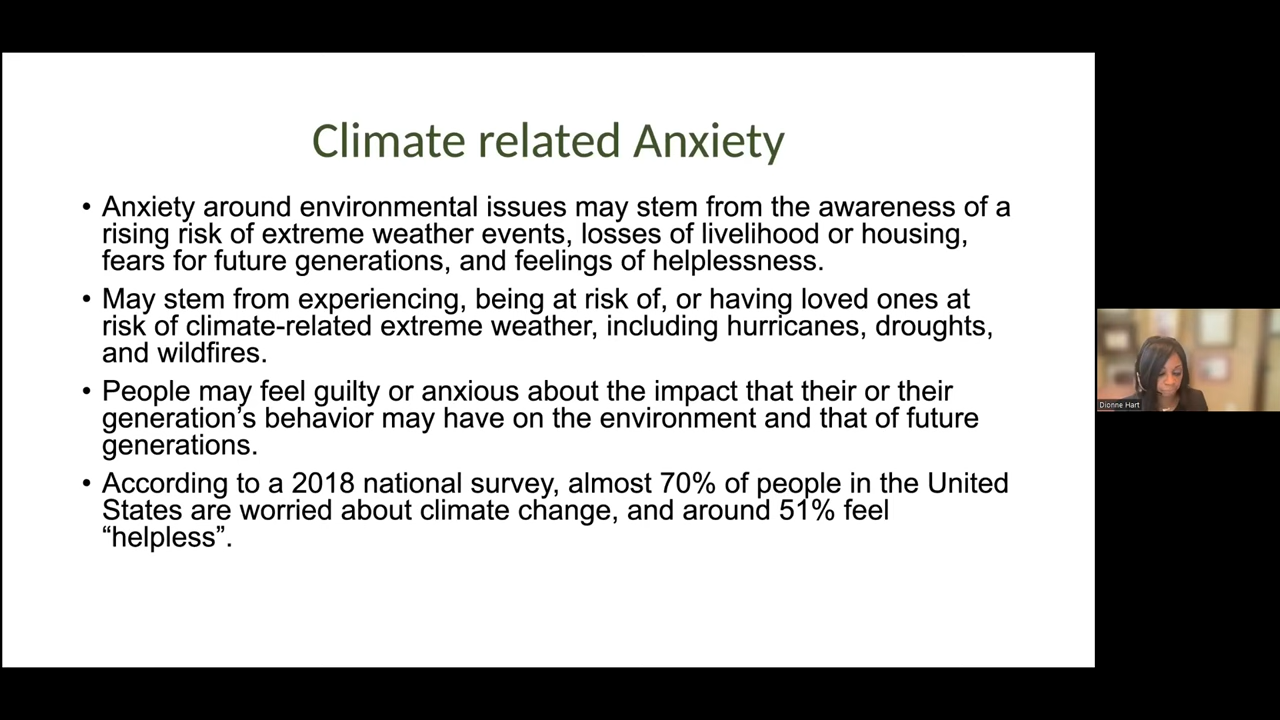 Climate related Anxiety
• Anxiety around environmental issues may stem from the awareness of a
rising risk of extreme weather events, losses of livelihood or housing,
fears for future generations, and feelings of helplessness.
• May stem from experiencing, being at risk of, or having loved ones at
risk of climate-related extreme weather, including hurricanes, droughts,
and wildfires.
• People may feel guilty or anxious about the impact that their or their
generation’s behavior may have on the environment and that of future
generations.
• According to a 2018 national survey, almost 70% of people in the United
States are worried about climate change, and around 51% feel
“helpless”.
Dionne Hart